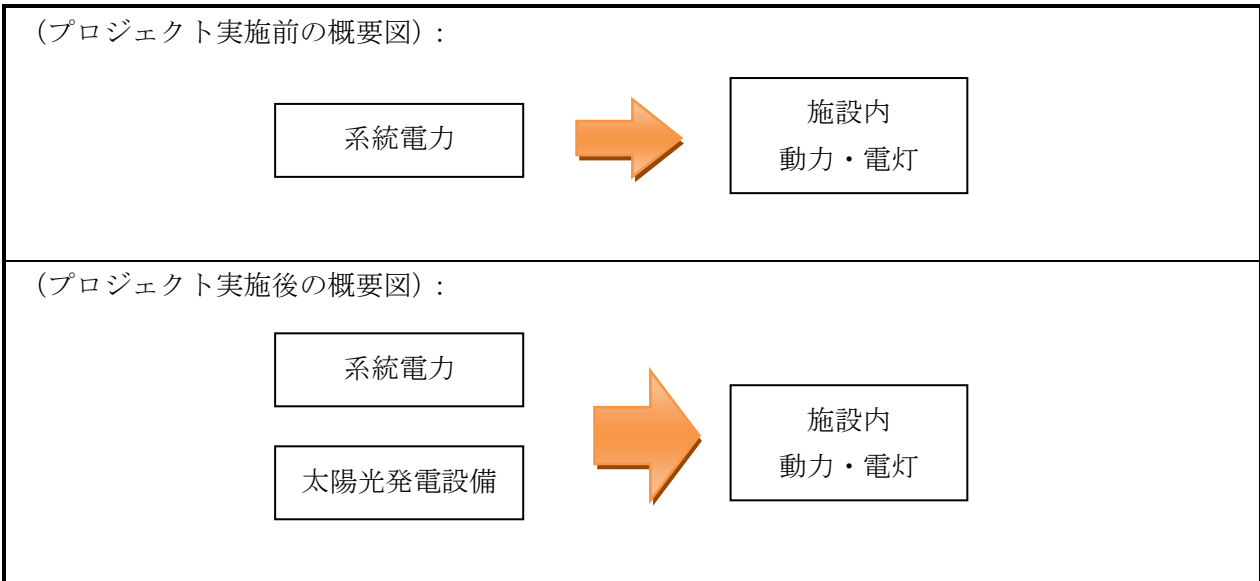 （プロジェクト実施前の概要図）:
系統電力
施設内
動力・電灯
（プロジェクト実施後の概要図）:
系統電力
太陽光発電設備
施設内
動力・電灯